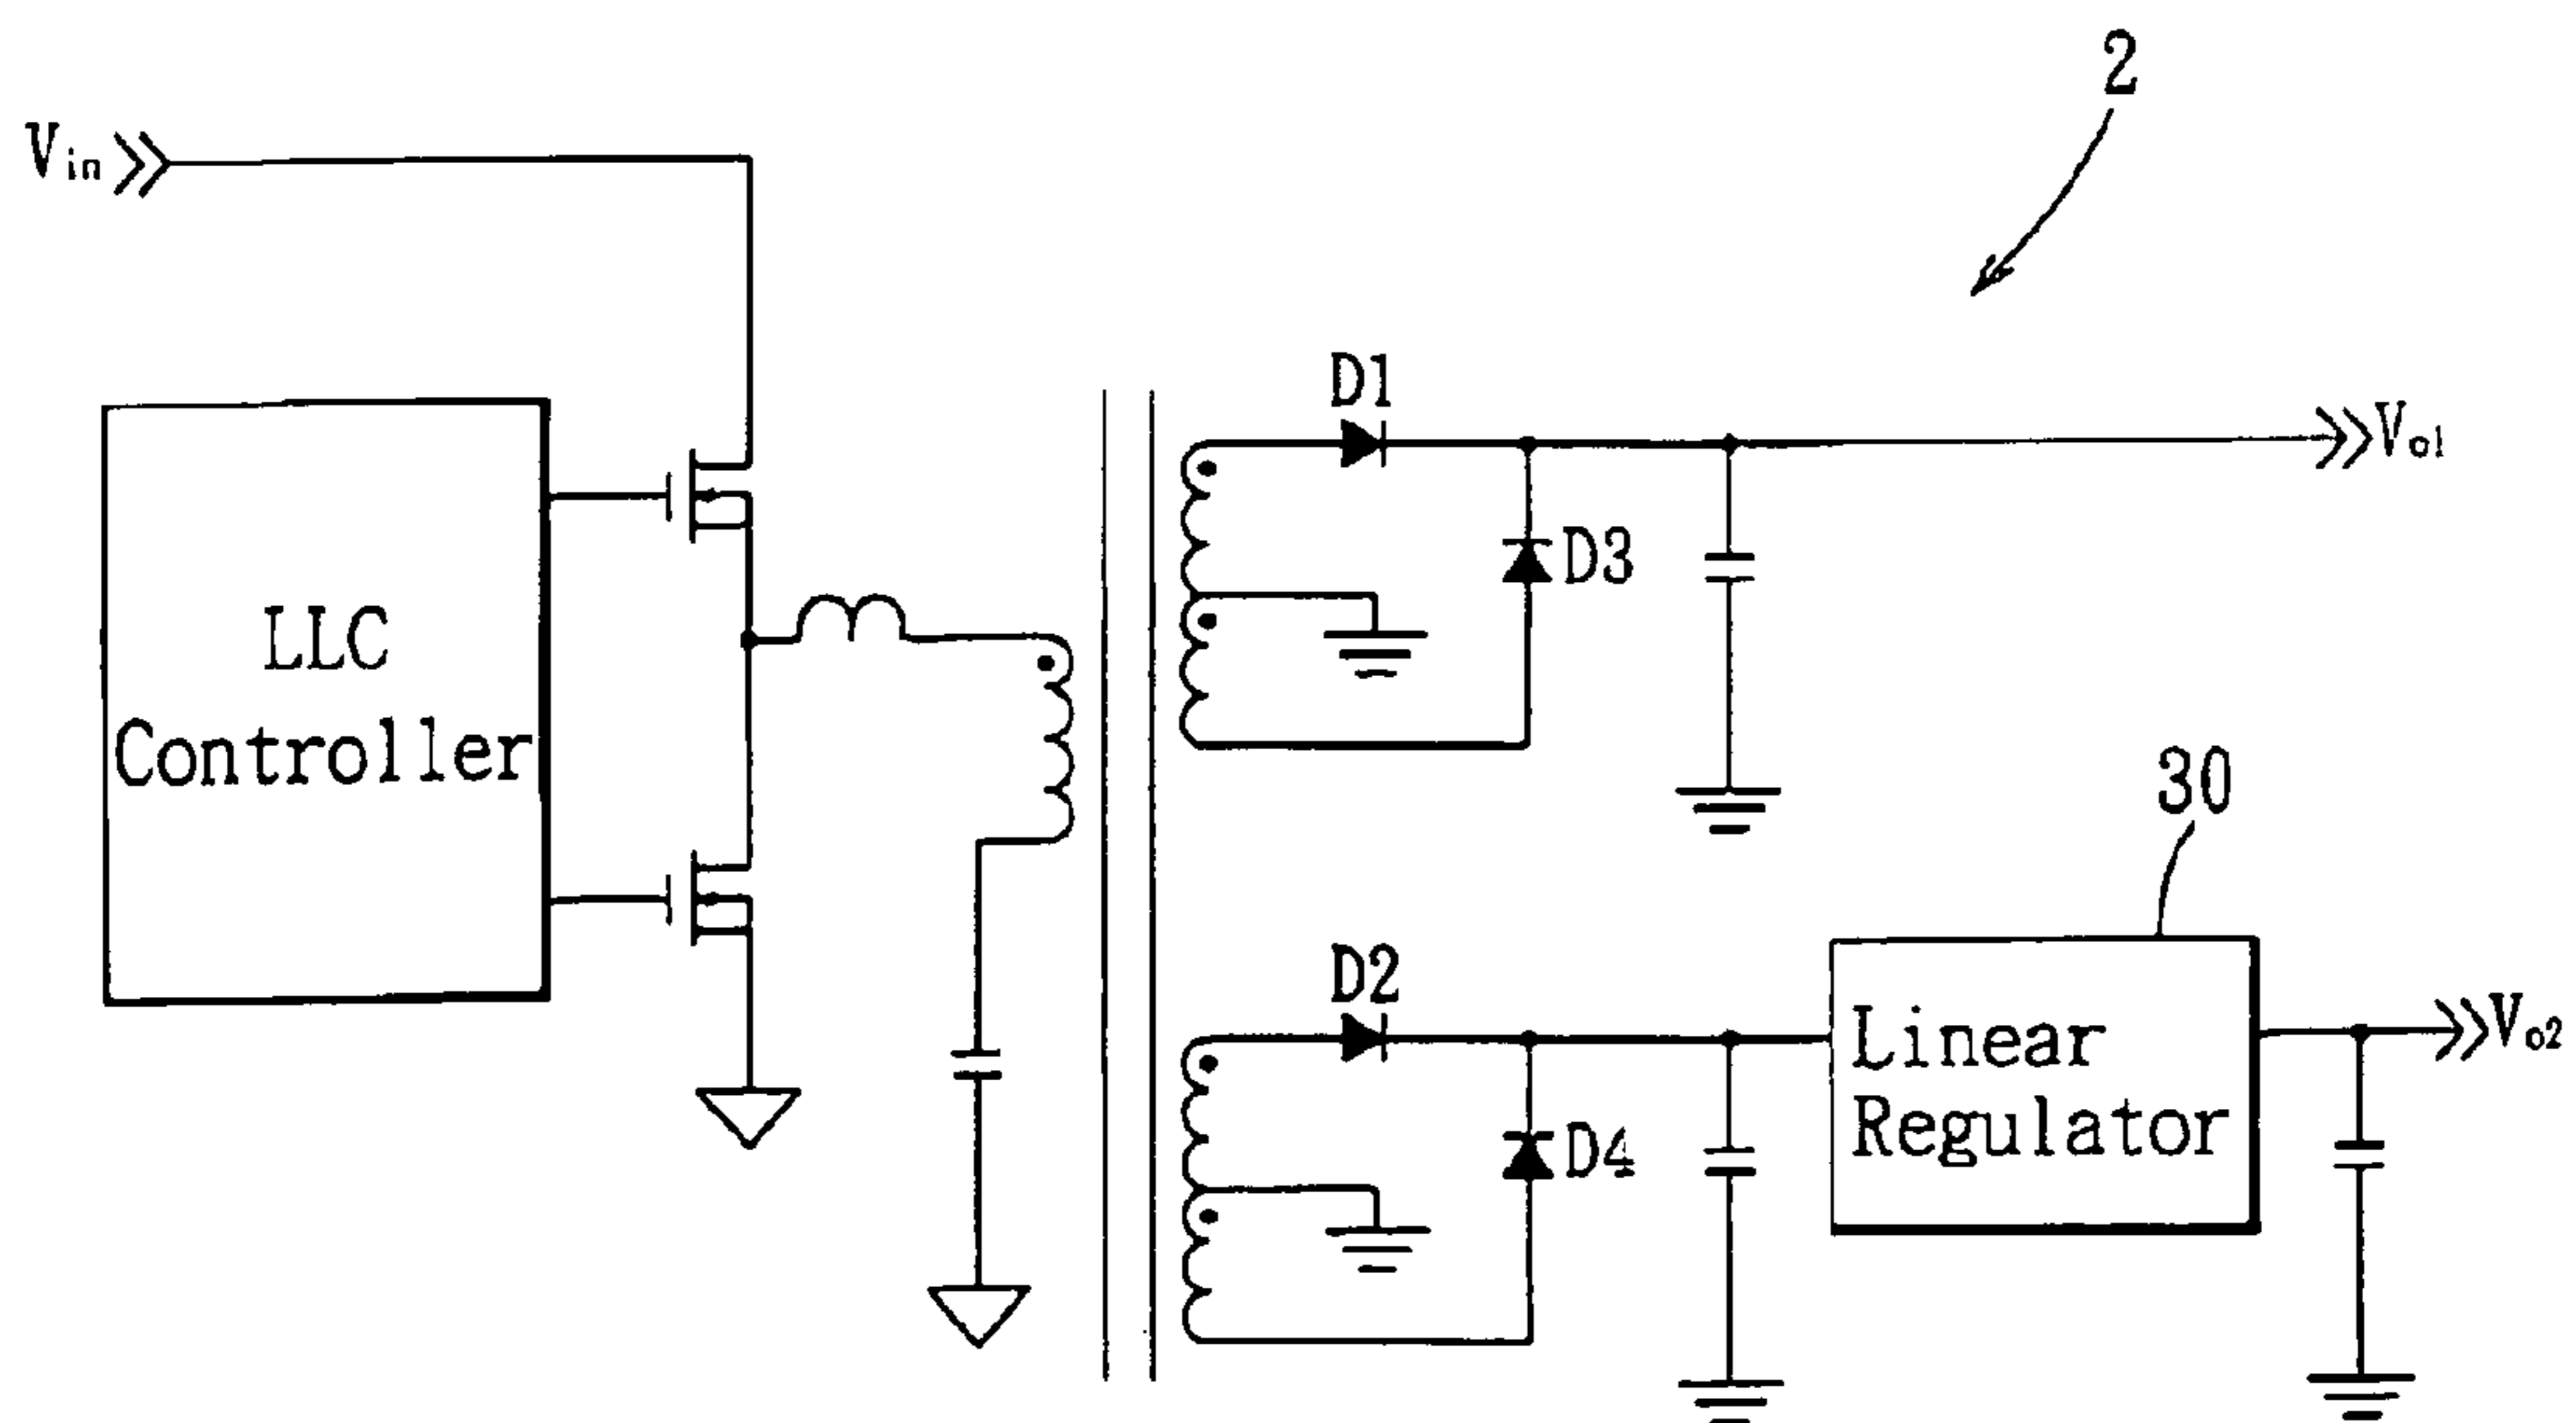 2
Vin
D1
Vo1
D3
LLC
Controller
30
D2
Linear
Regulator
Vo2
D4